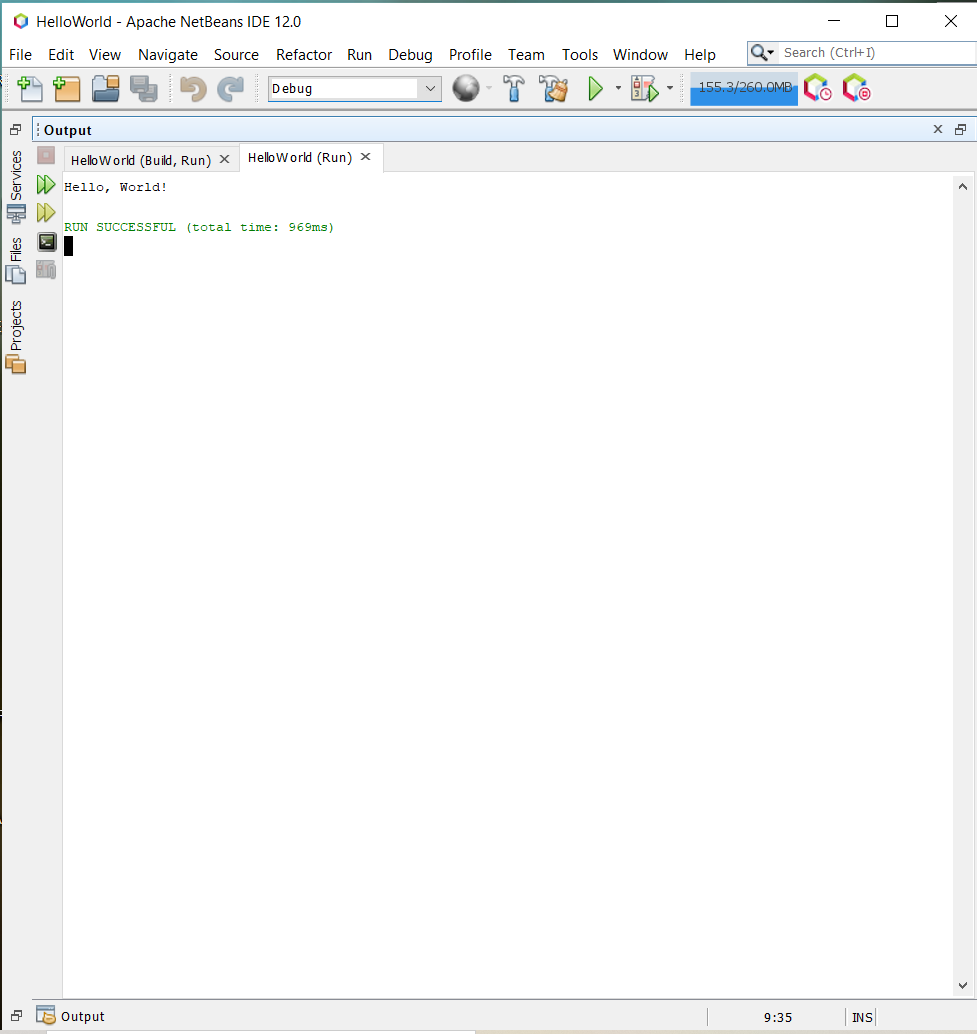 HelloWorld - Apache NetBeans IDE 12.0
File Edit View Navigate Source Refactor Run Debug Profile Team Tools Window Help Search (Ctrl+I)
Debug 155.3/260.0MB
Output
HelloWorld (Build, Run) HelloWorld (Run)
Services
Files
Projects
Hello, World!
RUN SUCCESSFUL (total time: 969ms)
Output 9:35 INS